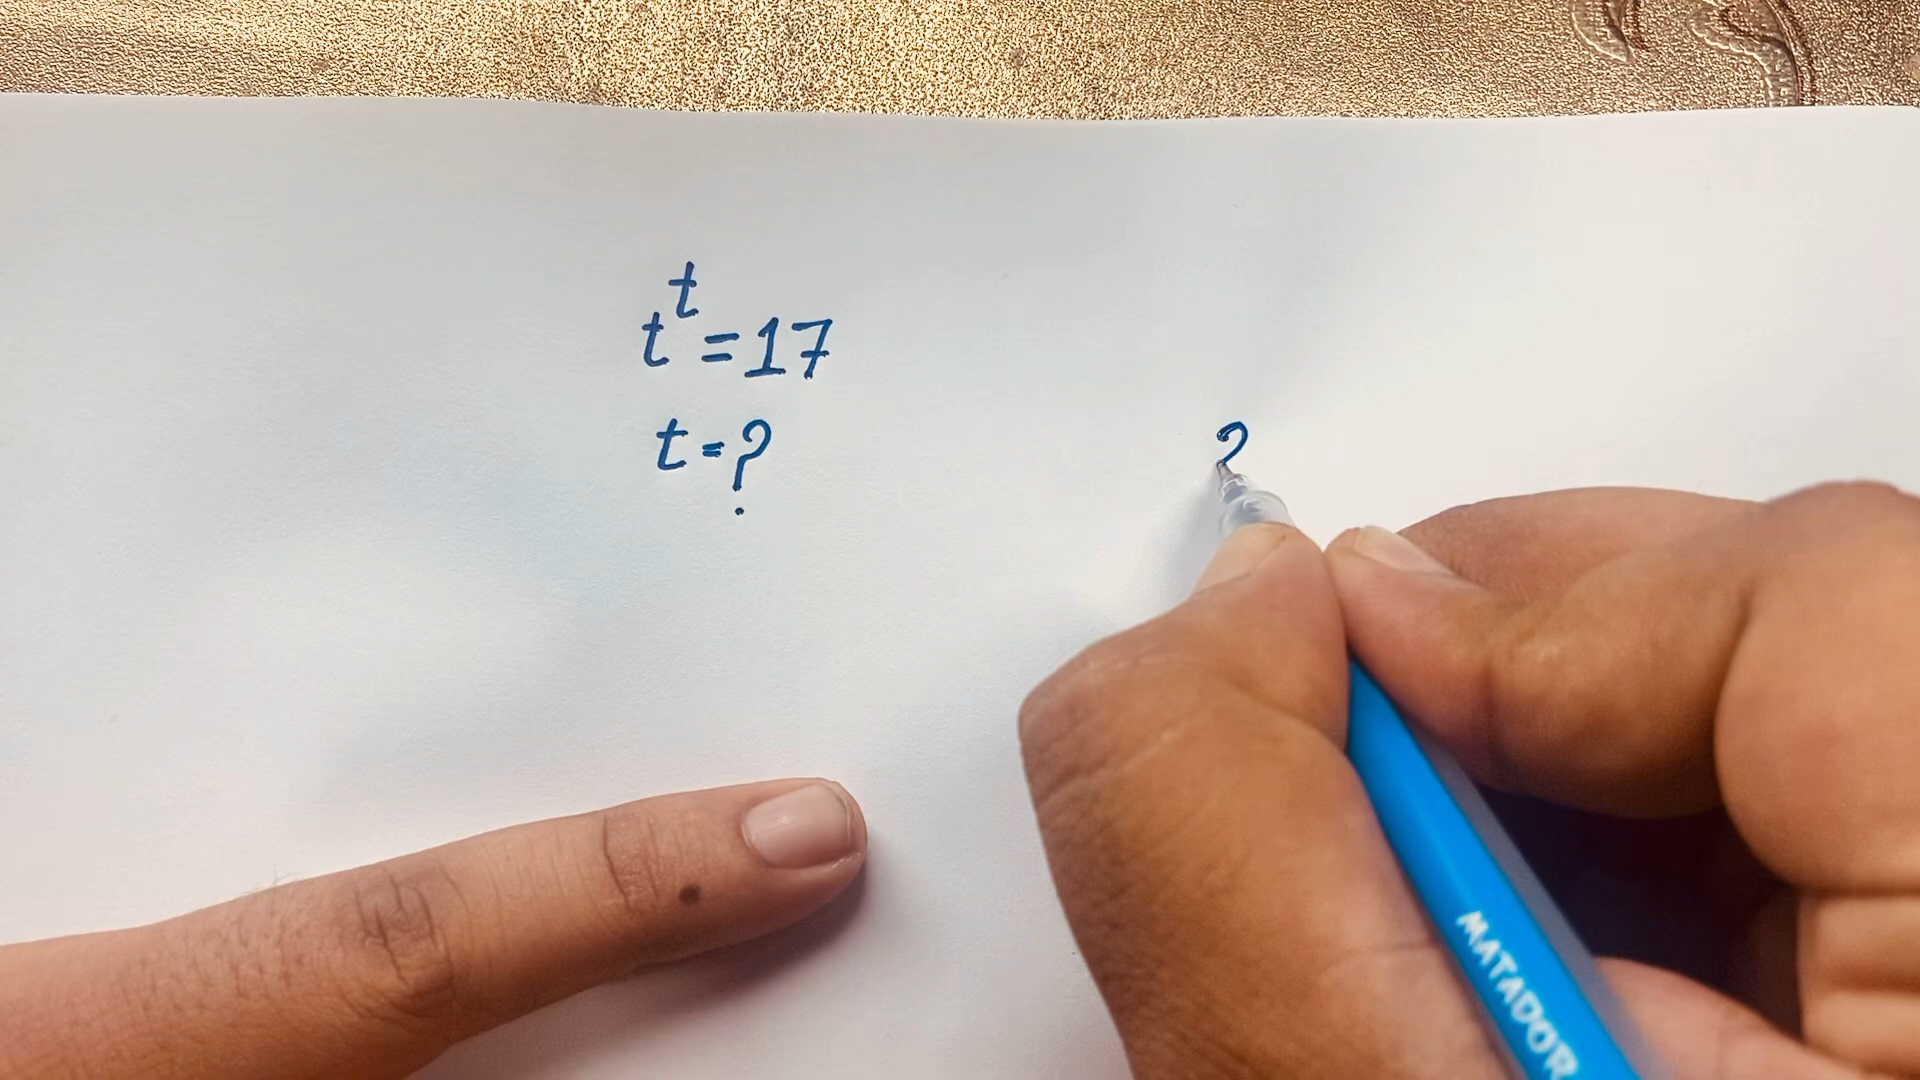 t^t = 17
t = ?
?
MATADOR